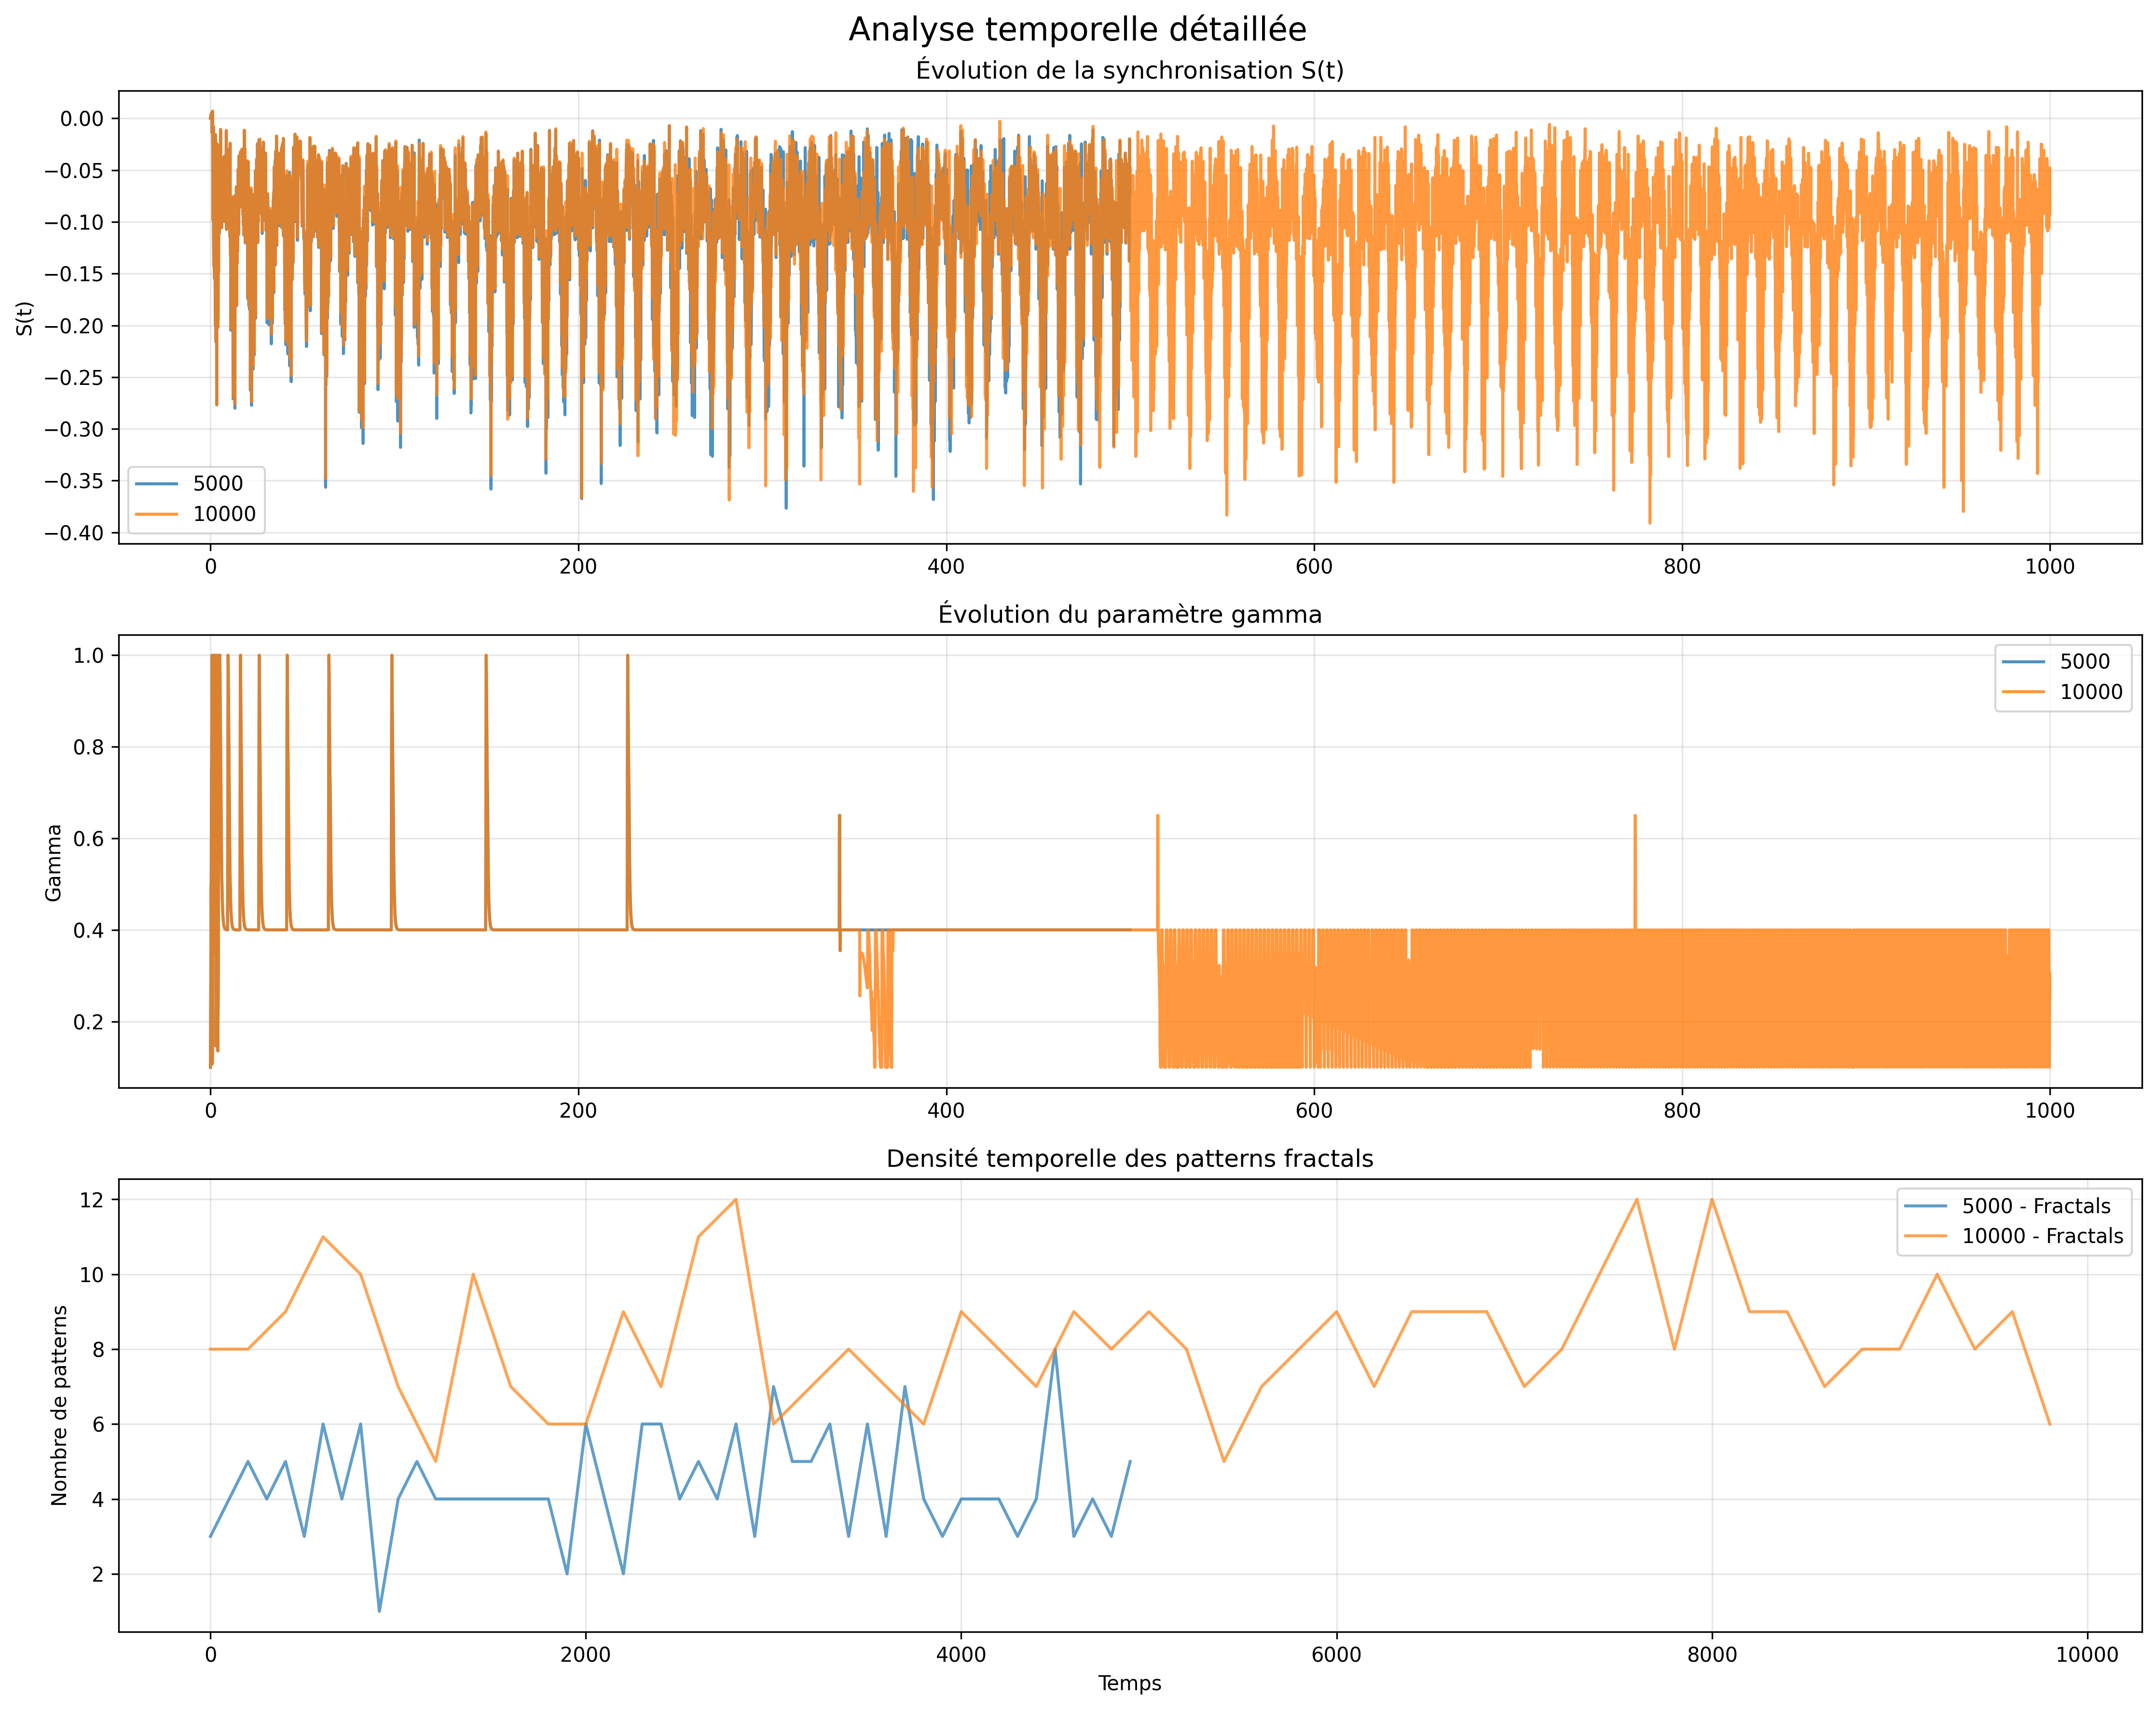 Analyse temporelle détaillée
Évolution de la synchronisation S(t)
S(t)
0.00
−0.05
−0.10
−0.15
−0.20
−0.25
−0.30
−0.35
−0.40
5000
10000
0 200 400 600 800 1000
Évolution du paramètre gamma
Gamma
1.0
0.8
0.6
0.4
0.2
5000
10000
0 200 400 600 800 1000
Densité temporelle des patterns fractals
Nombre de patterns
12
10
8
6
4
2
5000 - Fractals
10000 - Fractals
0 2000 4000 6000 8000 10000
Temps